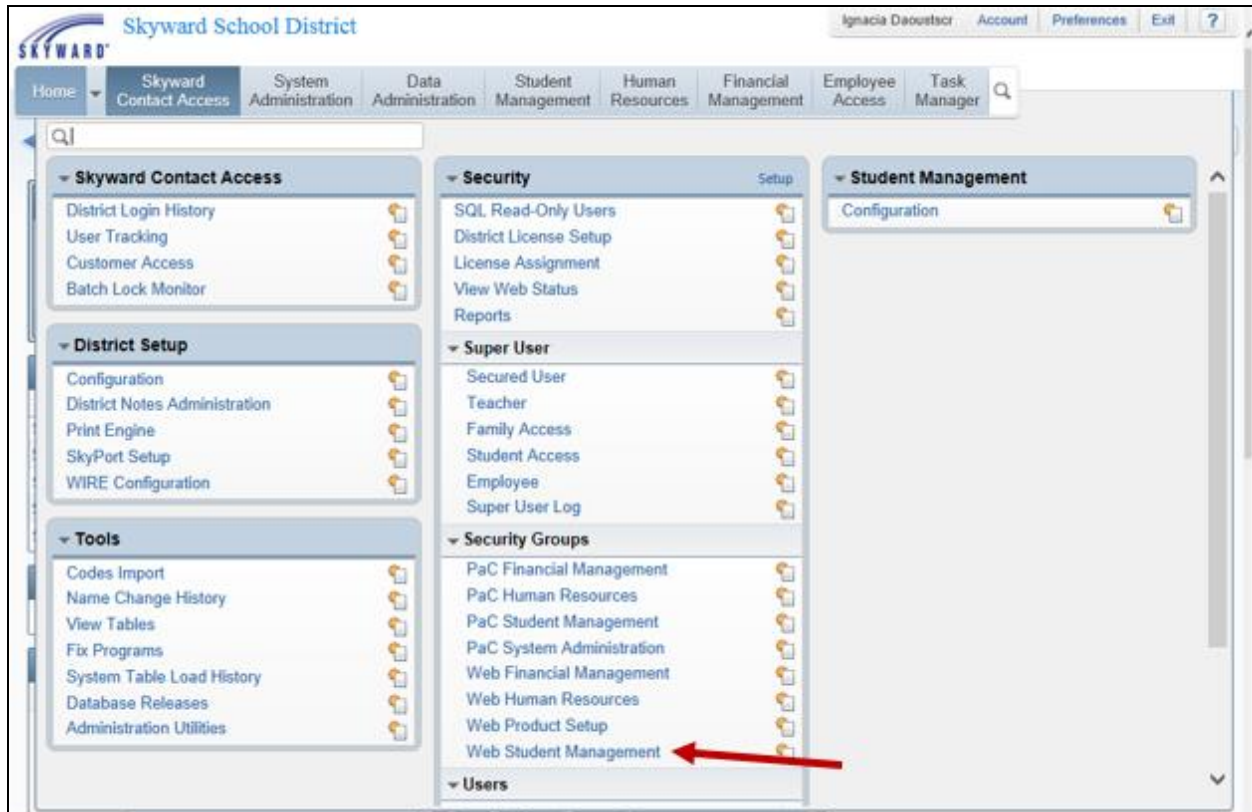 Skyward School District
Ignacia Daoustscr Account Preferences Exit ?
SKYWARD
Home
Skyward Contact Access
System Administration
Data Administration
Student Management
Human Resources
Financial Management
Employee Access
Task Manager
Skyward Contact Access
District Login History
User Tracking
Customer Access
Batch Lock Monitor
District Setup
Configuration
District Notes Administration
Print Engine
SkyPort Setup
WIRE Configuration
Tools
Codes Import
Name Change History
View Tables
Fix Programs
System Table Load History
Database Releases
Administration Utilities
Security Setup
SQL Read-Only Users
District License Setup
License Assignment
View Web Status
Reports
Super User
Secured User
Teacher
Family Access
Student Access
Employee
Super User Log
Security Groups
PaC Financial Management
PaC Human Resources
PaC Student Management
PaC System Administration
Web Financial Management
Web Human Resources
Web Product Setup
Web Student Management
Users
Student Management
Configuration